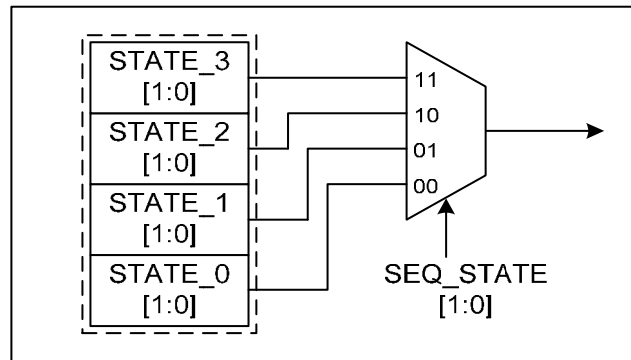 STATE_3
[1:0]
STATE_2
[1:0]
STATE_1
[1:0]
STATE_0
[1:0]
11
10
01
00
SEQ_STATE
[1:0]